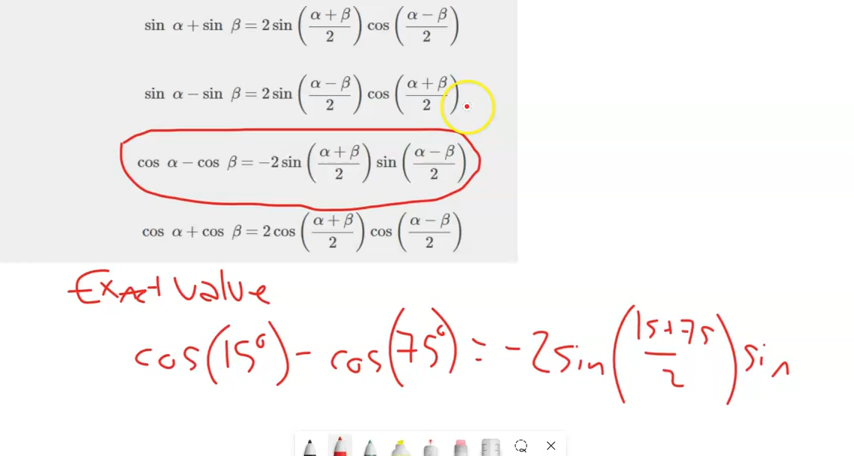 sin α + sin β = 2 sin (α + β / 2) cos (α − β / 2)
sin α − sin β = 2 sin (α − β / 2) cos (α + β / 2)
cos α − cos β = −2 sin (α + β / 2) sin (α − β / 2)
cos α + cos β = 2 cos (α + β / 2) cos (α − β / 2)
Exact value
cos(15°) − cos(75°) = −2 sin (15+75 / 2) sin